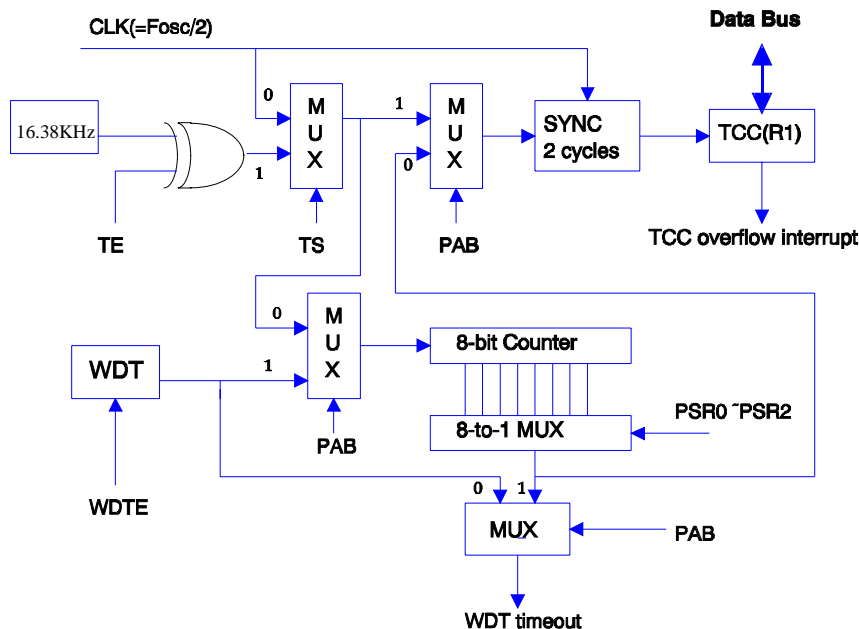 CLK(=Fosc/2)
Data Bus
0
M
U
X
1
M
U
X
0
16.38KHz
1
SYNC
2 cycles
TCC(R1)
TE
TS
PAB
TCC overflow interrupt
0
M
U
X
1
8-bit Counter
WDT
PAB
8-to-1 MUX
PSR0 ~PSR2
WDTE
0
1
MUX
PAB
WDT timeout